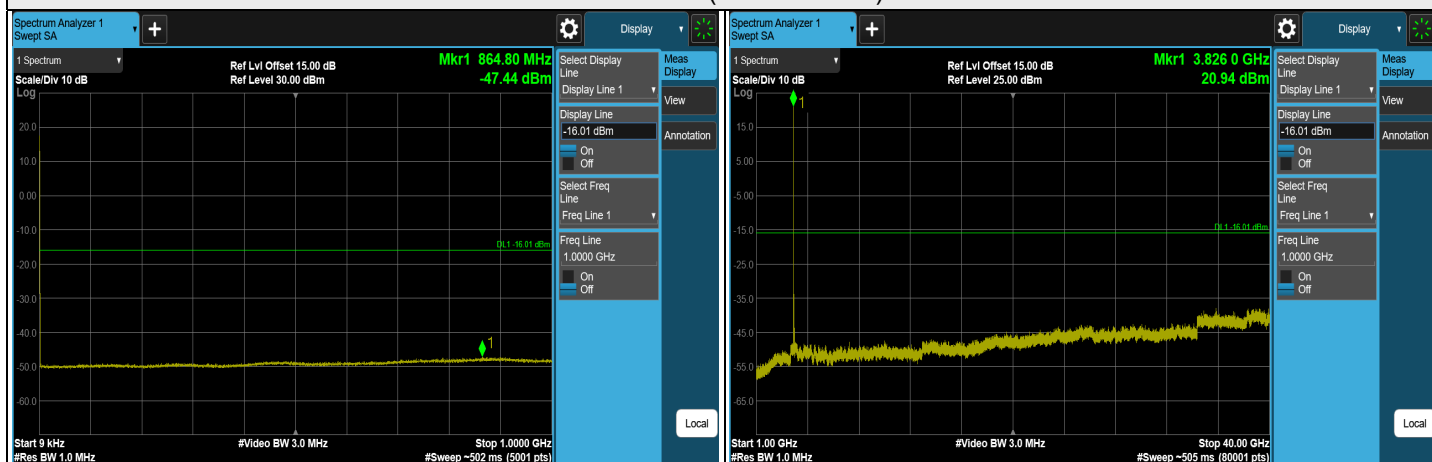 Spectrum Analyzer 1
Swept SA
Display
1 Spectrum
Scale/Div 10 dB
Log
Ref Lvl Offset 15.00 dB
Ref Level 30.00 dBm
Mkr1 864.80 MHz
-47.44 dBm
1
20.0
10.0
0.00
-10.0
-20.0
-30.0
-40.0
-50.0
-60.0
DL1 -16.01 dBm
1
Start 9 kHz
#Video BW 3.0 MHz
Stop 1.0000 GHz
#Res BW 1.0 MHz
#Sweep ~502 ms (5001 pts)
Select Display
Line
Display Line 1
Display Line
-16.01 dBm
On
Off
Select Freq
Line
Freq Line 1
Freq Line
1.0000 GHz
On
Off
Meas
Display
View
Annotation
Local
Spectrum Analyzer 1
Swept SA
Display
1 Spectrum
Scale/Div 10 dB
Log
Ref Lvl Offset 15.00 dB
Ref Level 25.00 dBm
Mkr1 3.826 0 GHz
20.94 dBm
1
15.0
5.00
-5.00
-15.0
-25.0
-35.0
-45.0
-55.0
-65.0
DL1 -16.01 dBm
Start 1.00 GHz
#Video BW 3.0 MHz
Stop 40.00 GHz
#Res BW 1.0 MHz
#Sweep ~505 ms (80001 pts)
Select Display
Line
Display Line 1
Display Line
-16.01 dBm
On
Off
Select Freq
Line
Freq Line 1
Freq Line
1.0000 GHz
On
Off
Meas
Display
View
Annotation
Local